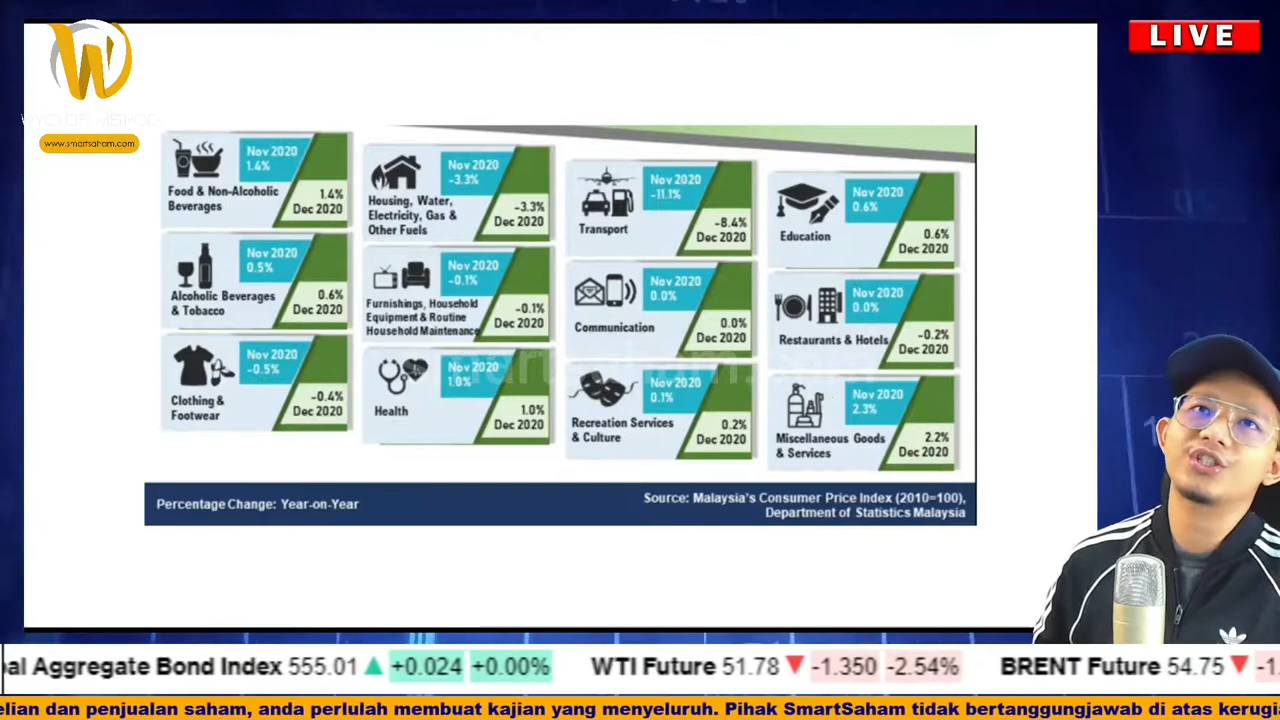 WYCKOFF METHOD
www.smartsaham.com
LIVE
Nov 2020
1.4%
Food & Non-Alcoholic
Beverages
1.4%
Dec 2020
Nov 2020
0.5%
Alcoholic Beverages
& Tobacco
0.6%
Dec 2020
Nov 2020
-0.5%
Clothing &
Footwear
-0.4%
Dec 2020
Nov 2020
-3.3%
Housing, Water,
Electricity, Gas &
Other Fuels
-3.3%
Dec 2020
Nov 2020
-0.1%
Furnishings, Household
Equipment & Routine
Household Maintenance
-0.1%
Dec 2020
Nov 2020
1.0%
Health
1.0%
Dec 2020
Nov 2020
-11.1%
Transport
-8.4%
Dec 2020
Nov 2020
0.0%
Communication
0.0%
Dec 2020
Nov 2020
0.1%
Recreation Services
& Culture
0.2%
Dec 2020
Nov 2020
0.6%
Education
0.6%
Dec 2020
Nov 2020
0.0%
Restaurants & Hotels
-0.2%
Dec 2020
Nov 2020
2.3%
Miscellaneous Goods
& Services
2.2%
Dec 2020
Percentage Change: Year-on-Year
Source: Malaysia's Consumer Price Index (2010=100),
Department of Statistics Malaysia
al Aggregate Bond Index 555.01 ▲ +0.024 +0.00% WTI Future 51.78 ▼ -1.350 -2.54% BRENT Future 54.75 ▼ -1.
elian dan penjualan saham, anda perlulah membuat kajian yang menyeluruh. Pihak SmartSaham tidak bertanggungjawab di atas kerugi